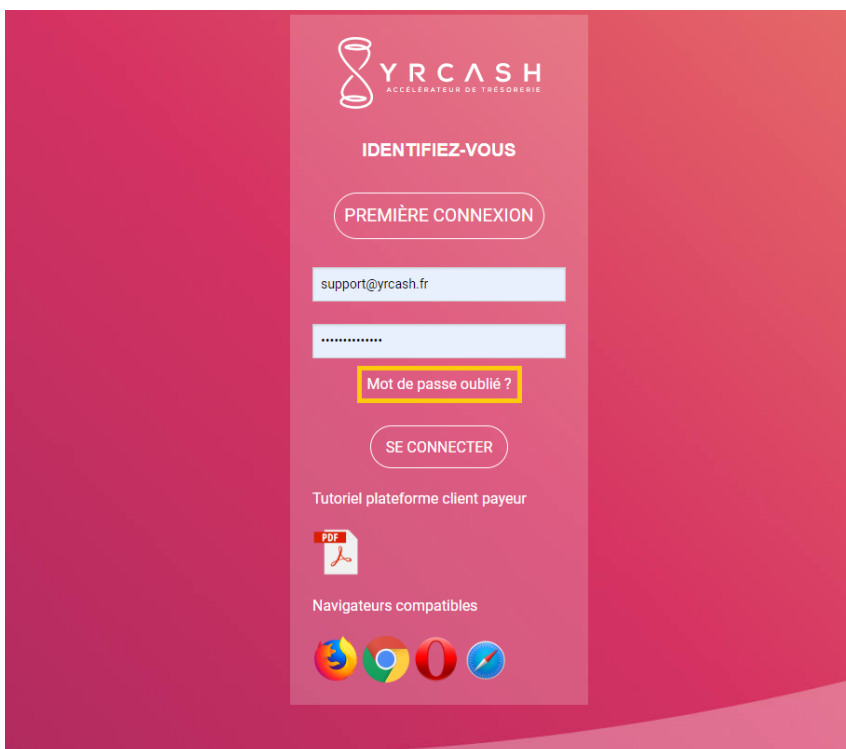 YRCASH
ACCÉLÉRATEUR DE TRÉSORERIE
IDENTIFIEZ-VOUS
PREMIÈRE CONNEXION
support@yrcash.fr
••••••••••••••
Mot de passe oublié ?
SE CONNECTER
Tutoriel plateforme client payeur
PDF
Navigateurs compatibles